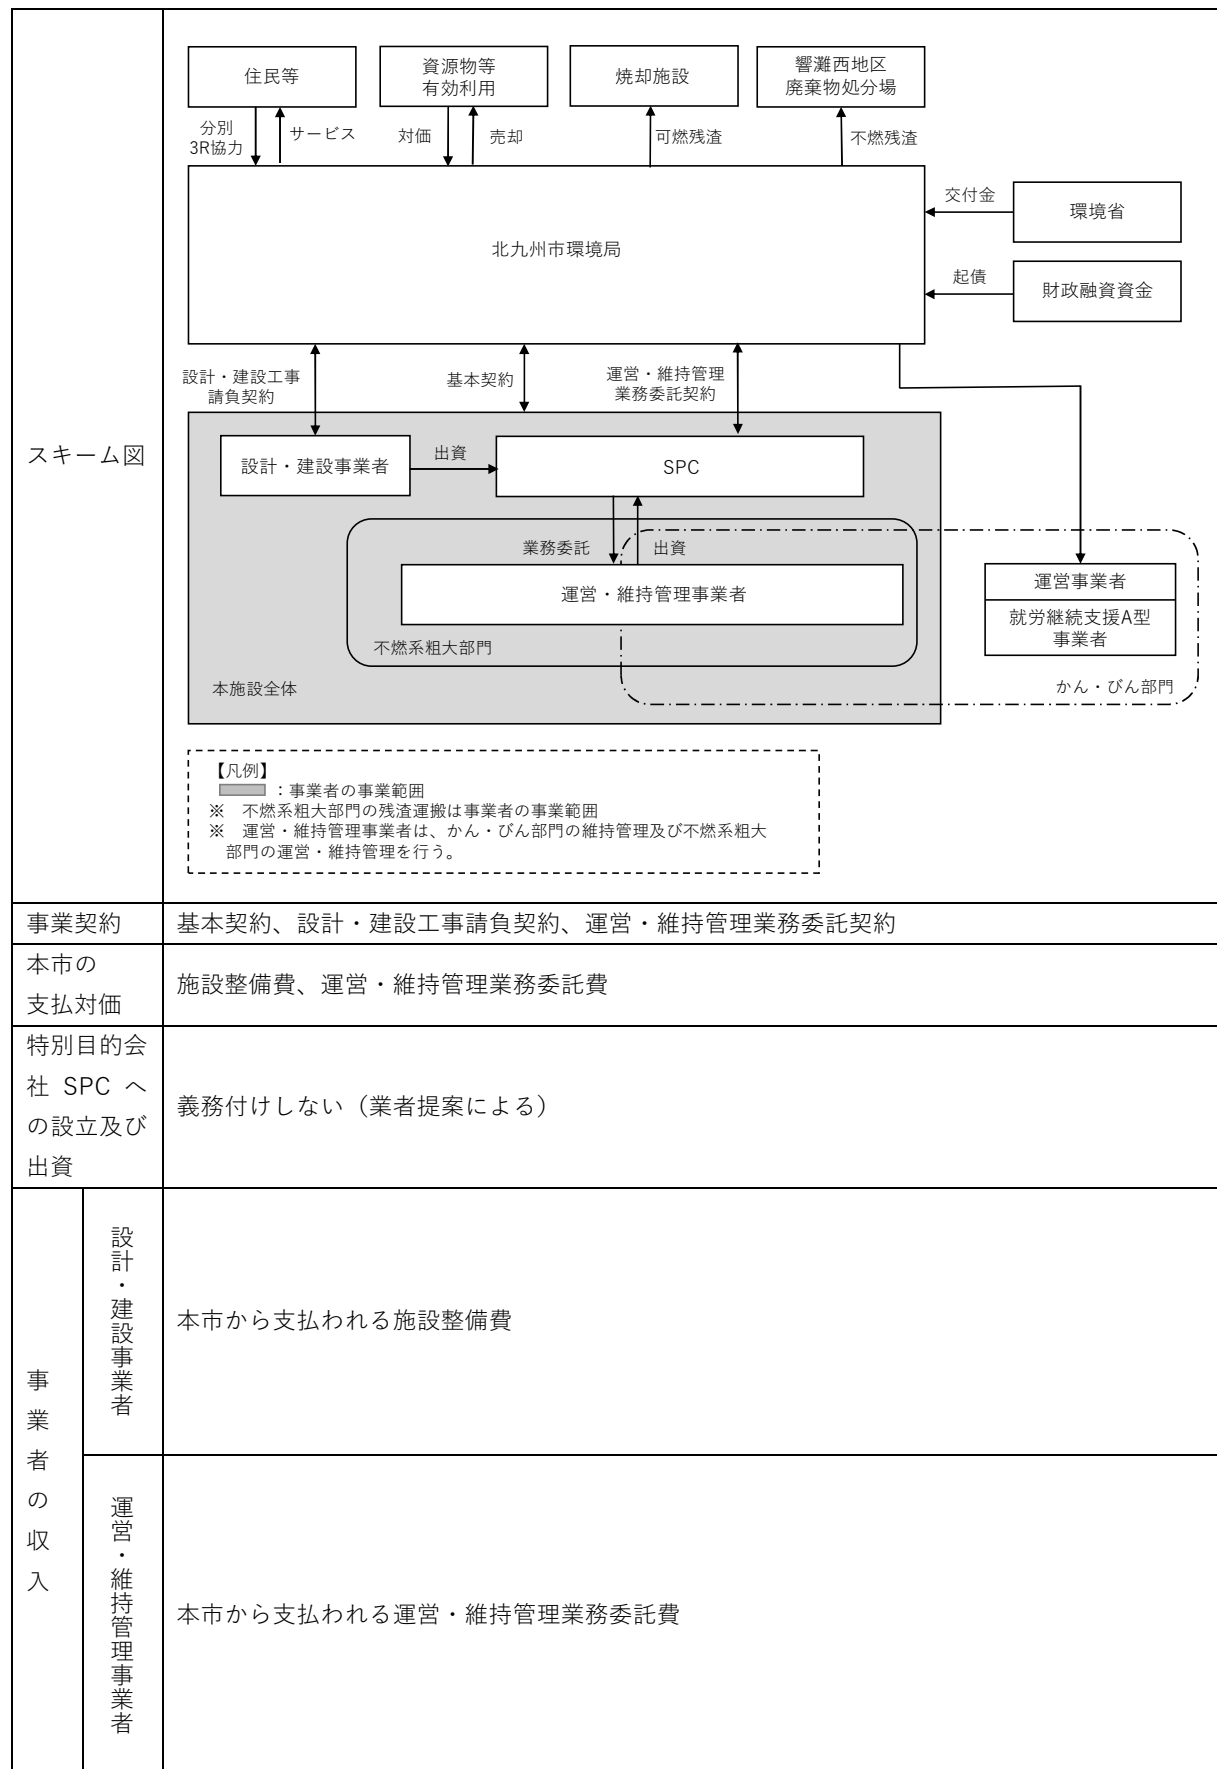 スキーム図
住民等
資源物等
有効利用
焼却施設
響灘西地区
廃棄物処分場
分別
3R協力
サービス
対価
売却
可燃残渣
不燃残渣
北九州市環境局
交付金
環境省
起債
財政融資資金
設計・建設工事
請負契約
基本契約
運営・維持管理
業務委託契約
設計・建設事業者
出資
SPC
業務委託
出資
運営・維持管理事業者
不燃系粗大部門
本施設全体
運営事業者
就労継続支援A型
事業者
かん・びん部門
【凡例】
：事業者の事業範囲
※　不燃系粗大部門の残渣運搬は事業者の事業範囲
※　運営・維持管理事業者は、かん・びん部門の維持管理及び不燃系粗大
部門の運営・維持管理を行う。
事業契約
基本契約、設計・建設工事請負契約、運営・維持管理業務委託契約
本市の
支払対価
施設整備費、運営・維持管理業務委託費
特別目的会
社 SPC へ
の設立及び
出資
義務付けしない（業者提案による）
事業者の収入
設計・建設事業者
本市から支払われる施設整備費
運営・維持管理事業者
本市から支払われる運営・維持管理業務委託費